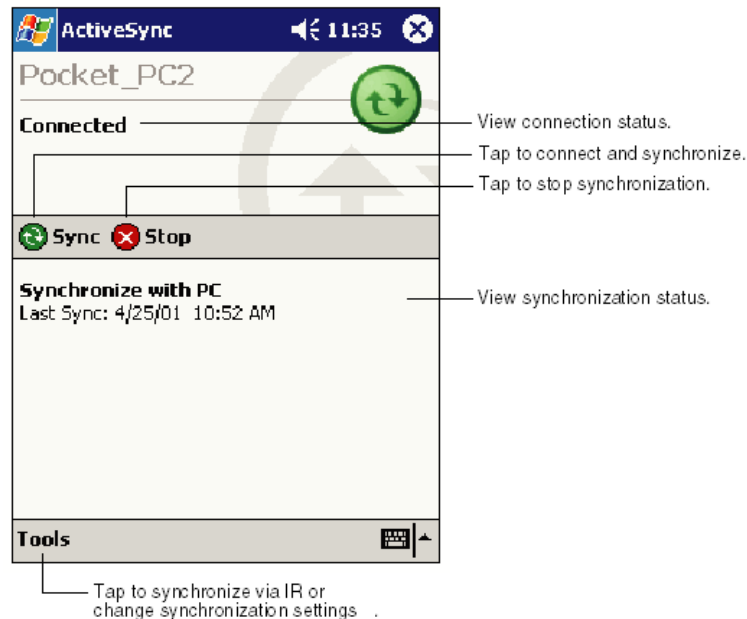 ActiveSync 11:35
Pocket_PC2
Connected
View connection status.
Tap to connect and synchronize.
Tap to stop synchronization.
Sync Stop
Synchronize with PC
Last Sync: 4/25/01 10:52 AM
View synchronization status.
Tools
Tap to synchronize via IR or
change synchronization settings .